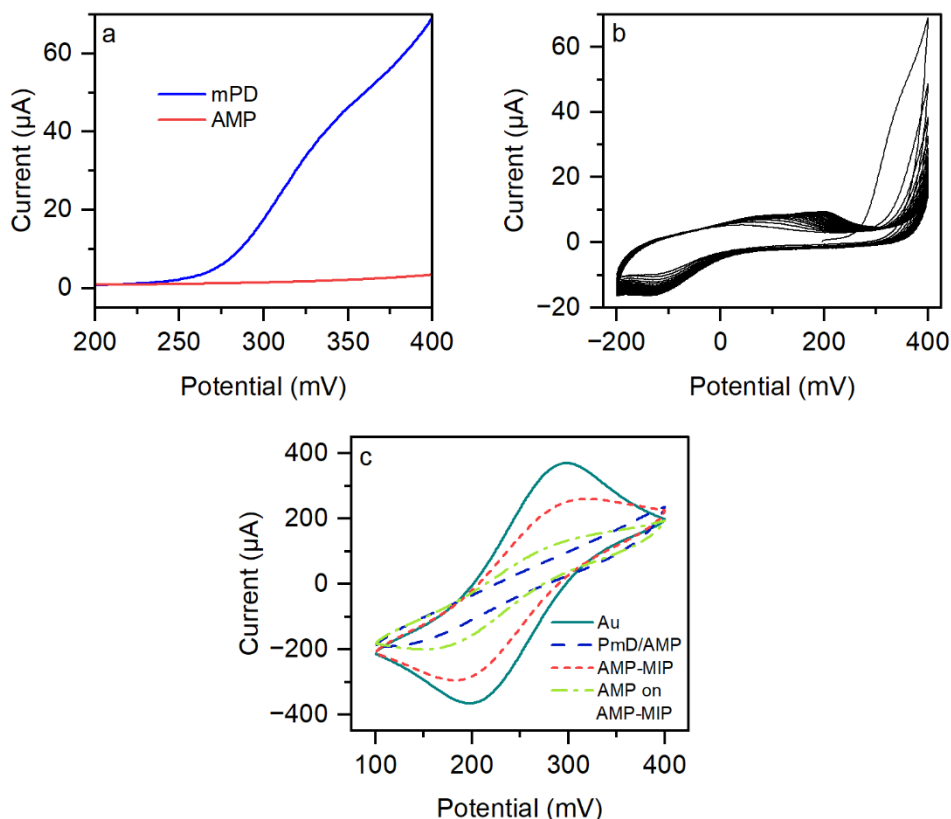 a
60
40
20
0
Current (µA)
mPD
AMP
200 250 300 350 400
Potential (mV)
b
60
40
20
0
−20
Current (µA)
−200 0 200 400
Potential (mV)
c
400
200
0
−200
−400
Current (µA)
Au
PmD/AMP
AMP-MIP
AMP on
AMP-MIP
100 200 300 400
Potential (mV)